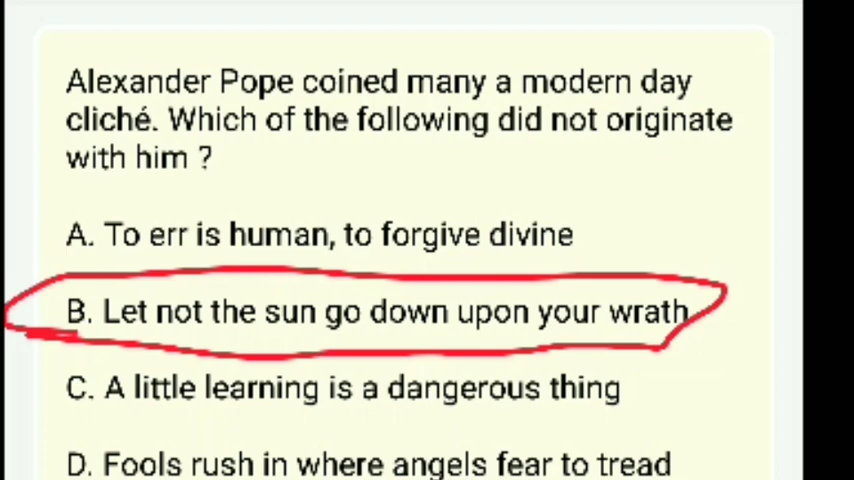 Alexander Pope coined many a modern day
cliché. Which of the following did not originate
with him ?
A. To err is human, to forgive divine
B. Let not the sun go down upon your wrath
C. A little learning is a dangerous thing
D. Fools rush in where angels fear to tread